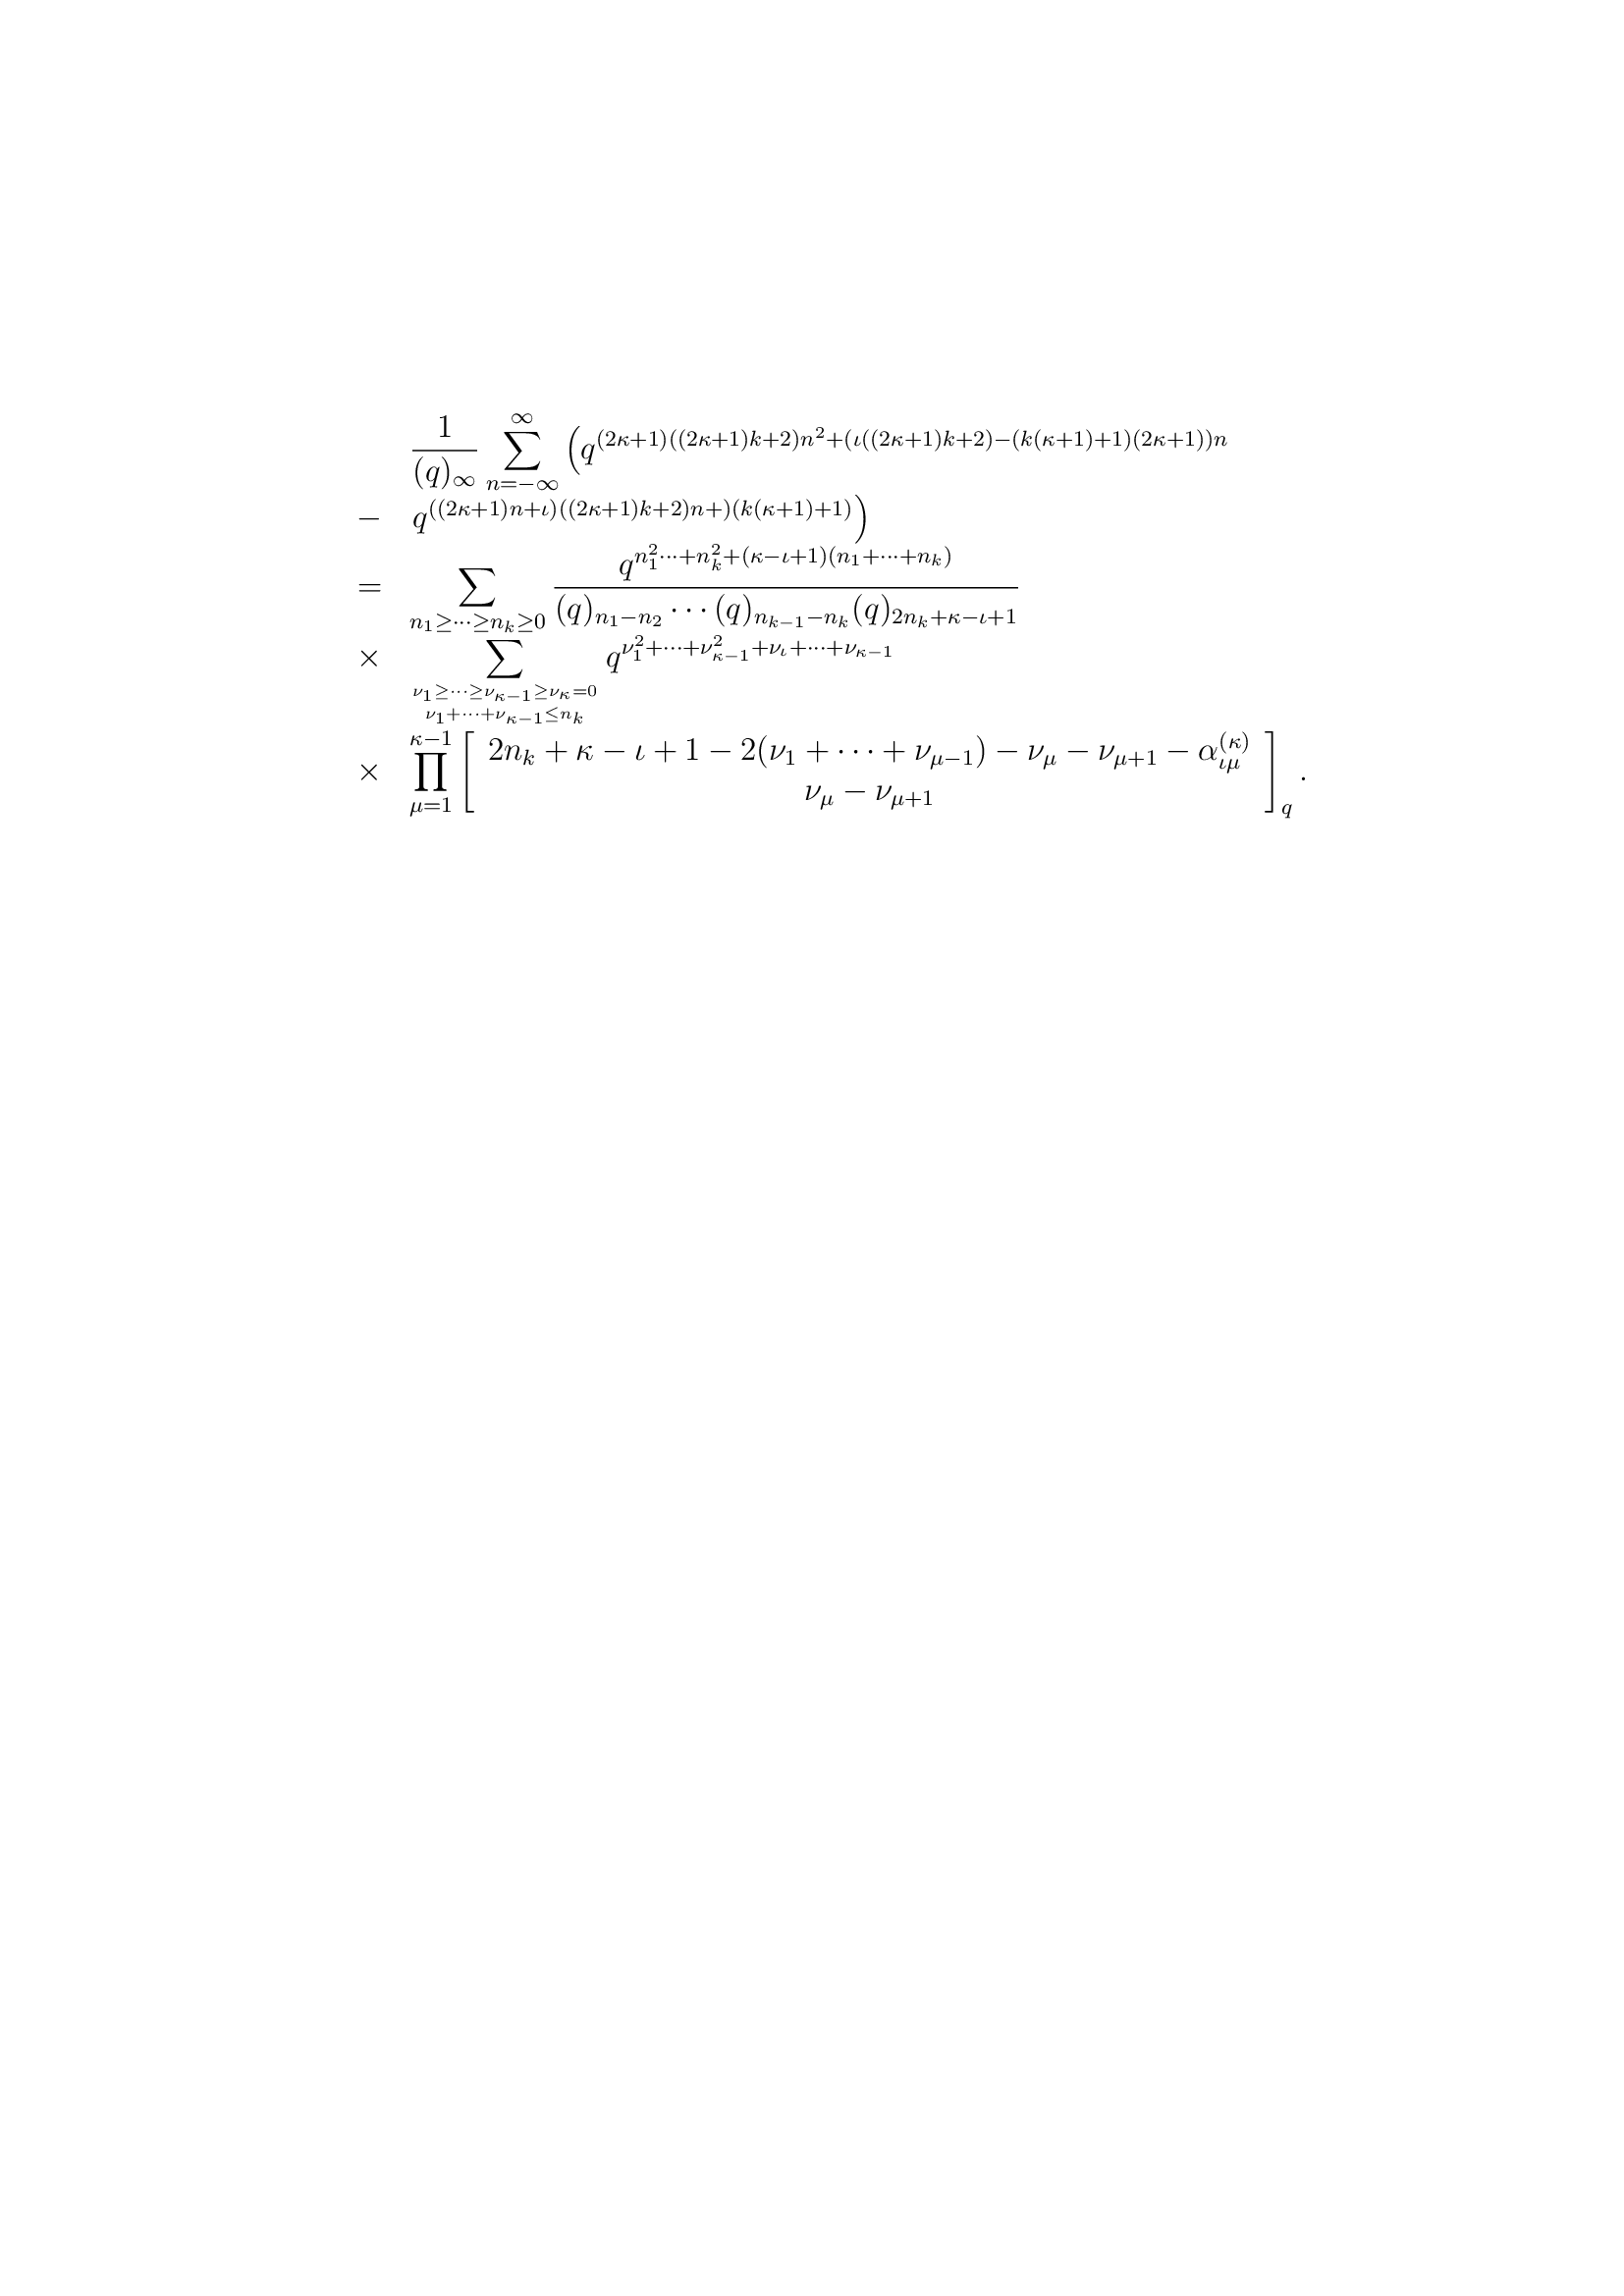 \frac{1}{(q)_\infty} \sum_{n=-\infty}^{\infty} \Big( q^{(2\kappa+1)((2\kappa+1)k+2)n^2+(\iota((2\kappa+1)k+2)-(k(\kappa+1)+1)(2\kappa+1))n}
- q^{((2\kappa+1)n+\iota)((2\kappa+1)k+2)n+)(k(\kappa+1)+1)} \Big)
= \sum_{n_1\geq\cdots\geq n_k\geq 0} \frac{q^{n_1^2\cdots+n_k^2+(\kappa-\iota+1)(n_1+\cdots+n_k)}}{(q)_{n_1-n_2}\cdots(q)_{n_{k-1}-n_k}(q)_{2n_k+\kappa-\iota+1}}
\times \sum_{\substack{\nu_1\geq\cdots\geq\nu_{\kappa-1}\geq\nu_\kappa=0 \\ \nu_1+\cdots+\nu_{\kappa-1}\leq n_k}} q^{\nu_1^2+\cdots+\nu_{\kappa-1}^2+\nu_\iota+\cdots+\nu_{\kappa-1}}
\times \prod_{\mu=1}^{\kappa-1} \left[ \begin{array}{c} 2n_k+\kappa-\iota+1-2(\nu_1+\cdots+\nu_{\mu-1})-\nu_\mu-\nu_{\mu+1}-\alpha_{\iota\mu}^{(\kappa)} \\ \nu_\mu-\nu_{\mu+1} \end{array} \right]_q .